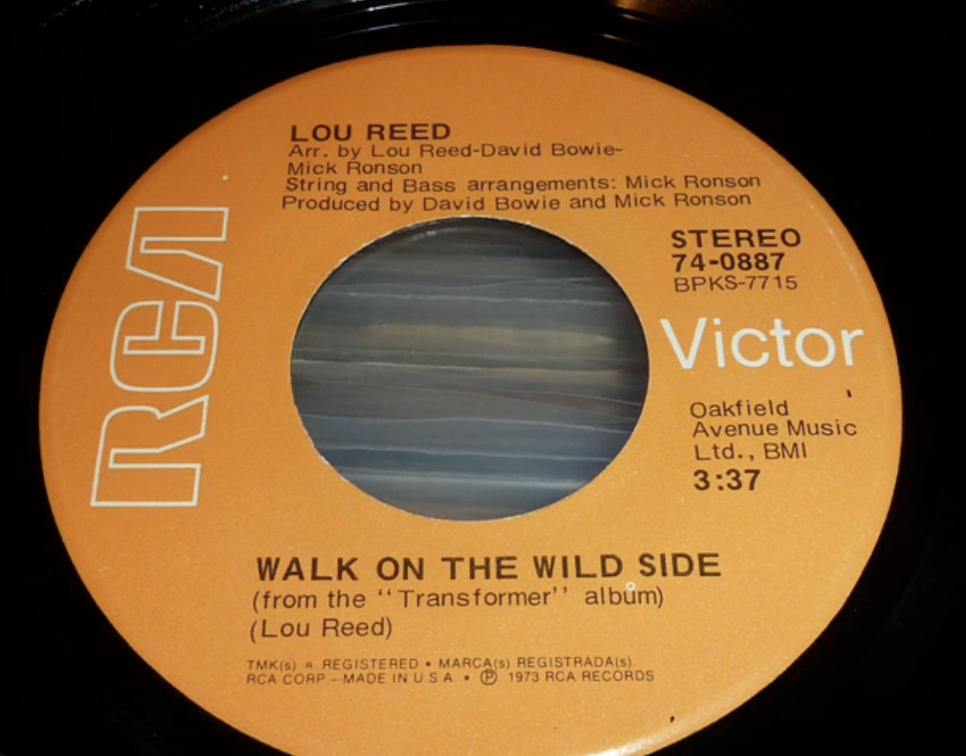 LOU REED
Arr. by Lou Reed-David Bowie-
Mick Ronson
String and Bass arrangements: Mick Ronson
Produced by David Bowie and Mick Ronson
RCA
STEREO
74-0887
BPKS-7715
Victor
Oakfield
Avenue Music
Ltd., BMI
3:37
WALK ON THE WILD SIDE
(from the "Transformer" album)
(Lou Reed)
TMK(s) ® REGISTERED • MARCA(s) REGISTRADA(s)
RCA CORP – MADE IN U.S.A. • ℗ 1973 RCA RECORDS